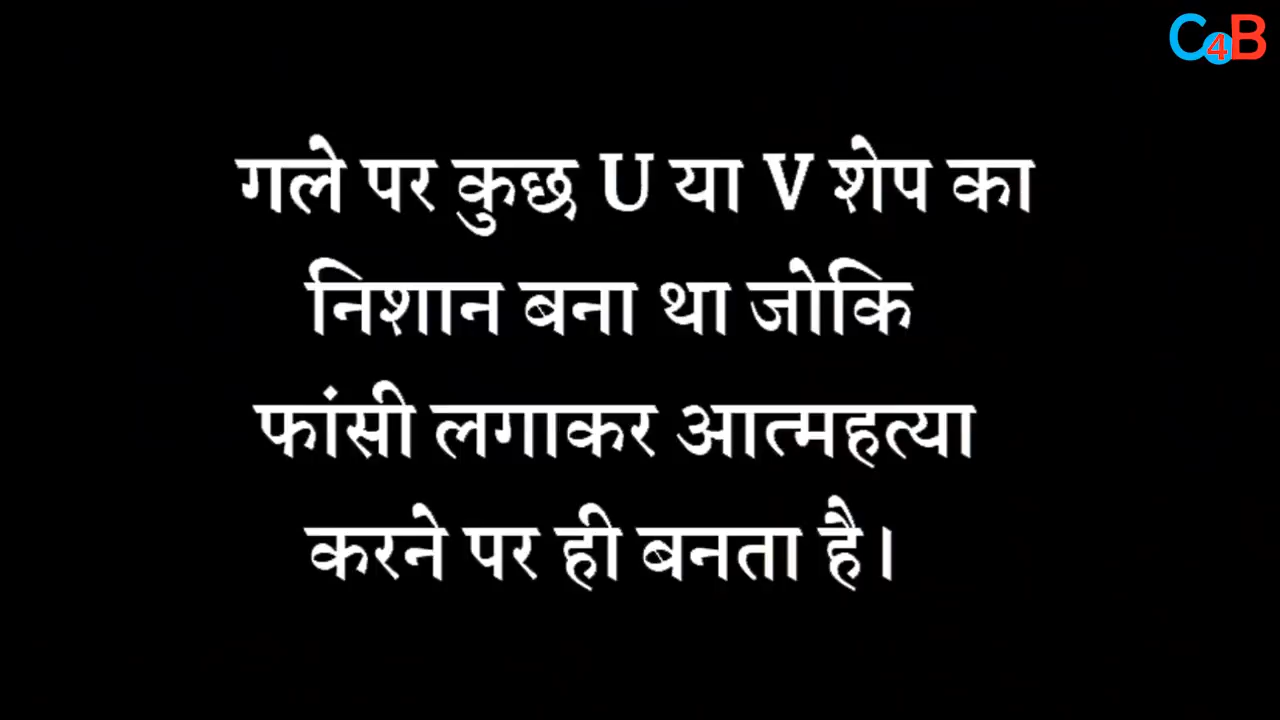 C4B
गले पर कुछ U या V शेप का
निशान बना था जोकि
फांसी लगाकर आत्महत्या
करने पर ही बनता है।